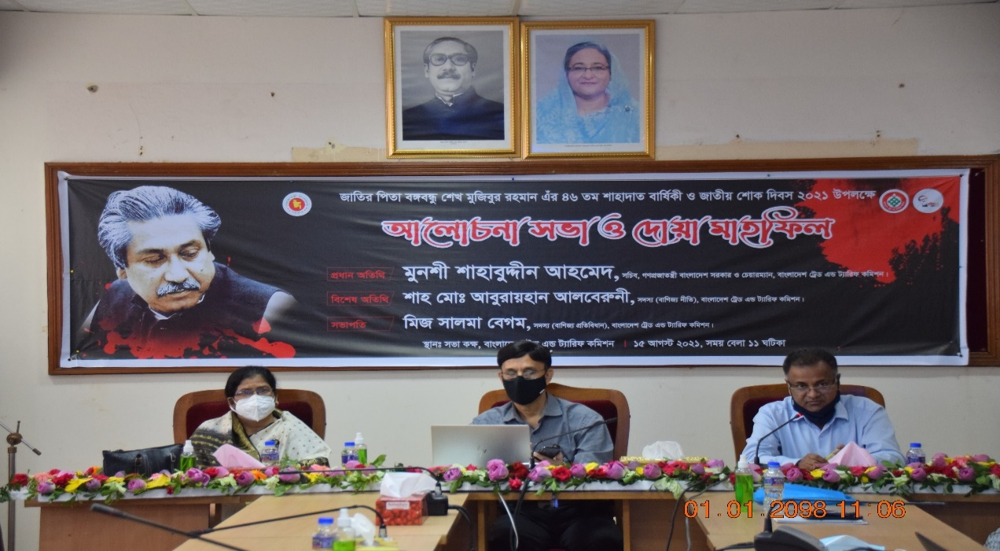 জাতির পিতা বঙ্গবন্ধু শেখ মুজিবুর রহমান এঁর ৪৬ তম শাহাদাত বার্ষিকী ও জাতীয় শোক দিবস ২০২১ উপলক্ষে
আলোচনা সভা ও দোয়া মাহফিল
প্রধান অতিথি মুনশী শাহাবুদ্দীন আহমেদ, সচিব, গণপ্রজাতন্ত্রী বাংলাদেশ সরকার ও চেয়ারম্যান, বাংলাদেশ ট্রেড এন্ড ট্যারিফ কমিশন।
বিশেষ অতিথি শাহ মোঃ আবুরায়হান আলবেরুনী, সদস্য (বাণিজ্য নীতি), বাংলাদেশ ট্রেড এন্ড ট্যারিফ কমিশন।
সভাপতি মিজ সালমা বেগম, সদস্য (বাণিজ্য প্রতিবিধান), বাংলাদেশ ট্রেড এন্ড ট্যারিফ কমিশন।
স্থানঃ সভা কক্ষ, বাংলাদেশ ট্রেড এন্ড ট্যারিফ কমিশন । ১৫ আগস্ট ২০২১, সময় বেলা ১১ ঘটিকা
01.01.2098 11:06